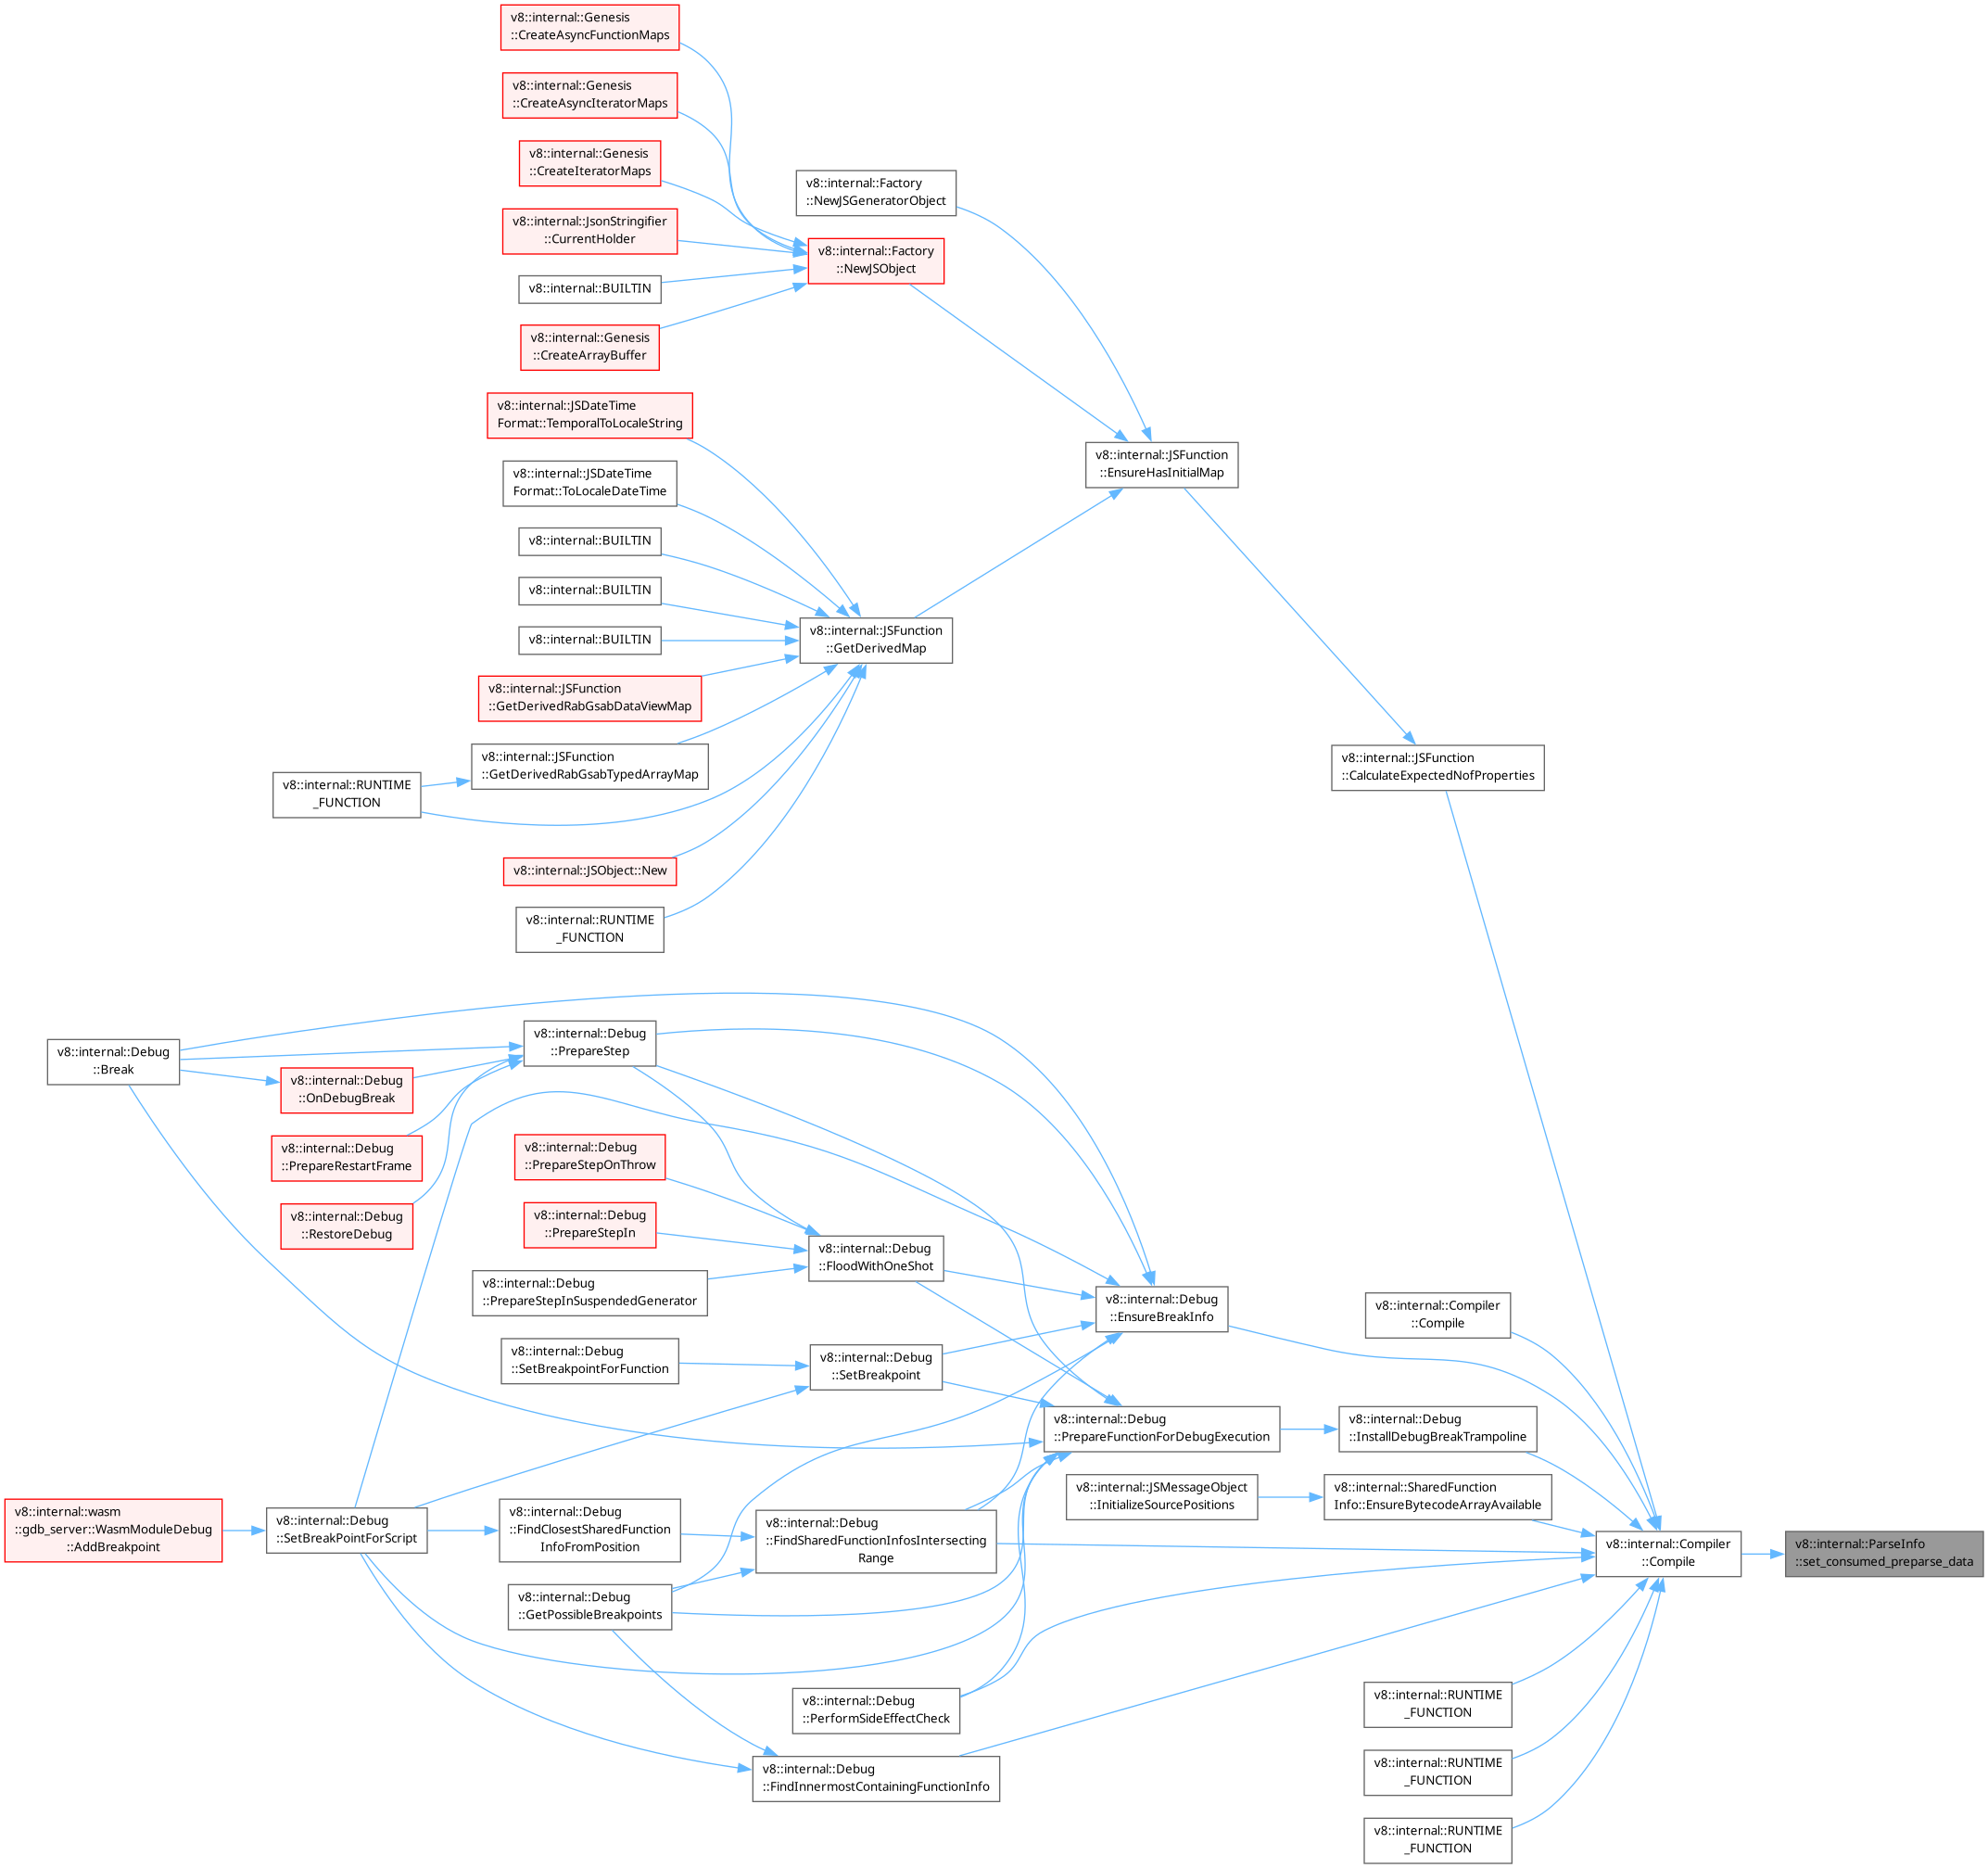 v8::internal::Genesis
::CreateAsyncFunctionMaps
v8::internal::Genesis
::CreateAsyncIteratorMaps
v8::internal::Genesis
::CreateIteratorMaps
v8::internal::Factory
::NewJSGeneratorObject
v8::internal::JsonStringifier
::CurrentHolder
v8::internal::Factory
::NewJSObject
v8::internal::BUILTIN
v8::internal::Genesis
::CreateArrayBuffer
v8::internal::JSDateTime
Format::TemporalToLocaleString
v8::internal::JSFunction
::EnsureHasInitialMap
v8::internal::JSDateTime
Format::ToLocaleDateTime
v8::internal::BUILTIN
v8::internal::BUILTIN
v8::internal::BUILTIN
v8::internal::JSFunction
::GetDerivedMap
v8::internal::JSFunction
::GetDerivedRabGsabDataViewMap
v8::internal::JSFunction
::GetDerivedRabGsabTypedArrayMap
v8::internal::JSFunction
::CalculateExpectedNofProperties
v8::internal::RUNTIME
_FUNCTION
v8::internal::JSObject::New
v8::internal::RUNTIME
_FUNCTION
v8::internal::Debug
::PrepareStep
v8::internal::Debug
::Break
v8::internal::Debug
::OnDebugBreak
v8::internal::Debug
::PrepareRestartFrame
v8::internal::Debug
::PrepareStepOnThrow
v8::internal::Debug
::RestoreDebug
v8::internal::Debug
::PrepareStepIn
v8::internal::Debug
::FloodWithOneShot
v8::internal::Debug
::PrepareStepInSuspendedGenerator
v8::internal::Debug
::EnsureBreakInfo
v8::internal::Compiler
::Compile
v8::internal::Debug
::SetBreakpointForFunction
v8::internal::Debug
::SetBreakpoint
v8::internal::Debug
::PrepareFunctionForDebugExecution
v8::internal::Debug
::InstallDebugBreakTrampoline
v8::internal::JSMessageObject
::InitializeSourcePositions
v8::internal::SharedFunction
Info::EnsureBytecodeArrayAvailable
v8::internal::wasm
::gdb_server::WasmModuleDebug
::AddBreakpoint
v8::internal::Debug
::SetBreakPointForScript
v8::internal::Debug
::FindClosestSharedFunction
InfoFromPosition
v8::internal::Debug
::FindSharedFunctionInfosIntersecting
Range
v8::internal::Compiler
::Compile
v8::internal::ParseInfo
::set_consumed_preparse_data
v8::internal::Debug
::GetPossibleBreakpoints
v8::internal::Debug
::PerformSideEffectCheck
v8::internal::RUNTIME
_FUNCTION
v8::internal::Debug
::FindInnermostContainingFunctionInfo
v8::internal::RUNTIME
_FUNCTION
v8::internal::RUNTIME
_FUNCTION